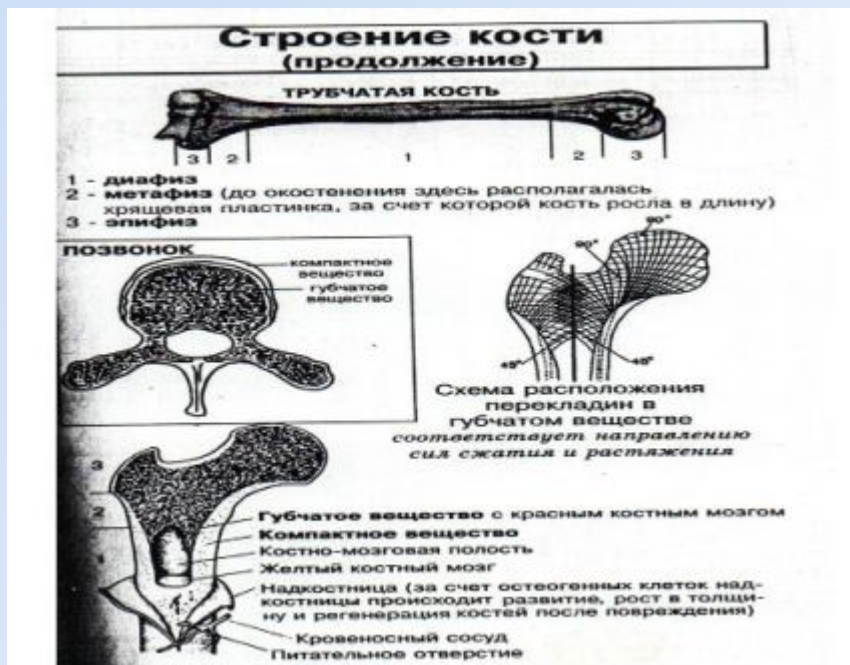 Строение кости
(продолжение)
ТРУБЧАТАЯ КОСТЬ
3 2 1 2 3
1 - диафиз
2 - метафиз (до окостенения здесь располагалась
хрящевая пластинка, за счет которой кость росла в длину)
3 - эпифиз
ПОЗВОНОК
компактное
вещество
губчатое
вещество
90°
90°
45° 45°
Схема расположения
перекладин в
губчатом веществе
соответствует направлению
сил сжатия и растяжения
3
2
1
Губчатое вещество с красным костным мозгом
Компактное вещество
Костно-мозговая полость
Желтый костный мозг
Надкостница (за счет остеогенных клеток над-
костницы происходит развитие, рост в толщи-
ну и регенерация костей после повреждения)
Кровеносный сосуд
Питательное отверстие